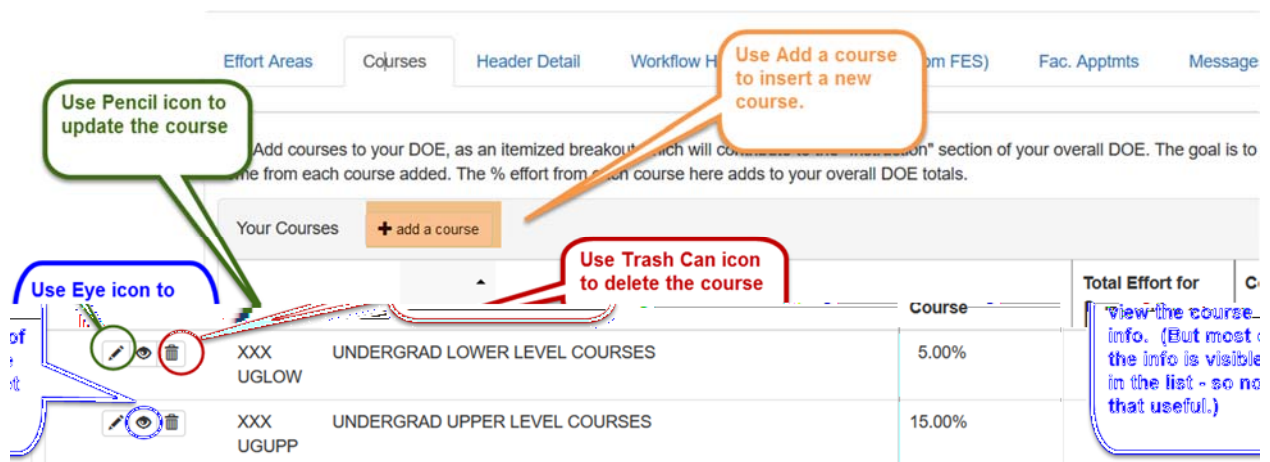 Effort Areas Courses Header Detail Workflow H om FES) Fac. Apptmts Message
Use Add a course
to insert a new
course.
Use Pencil icon to
update the course
Add courses to your DOE, as an itemized breakout which will section of your overall DOE. The goal is to
from each course added. The % effort from each course here adds to your overall DOE totals.
Your Courses + add a course
Use Trash Can icon
to delete the course
Use Eye icon to
Total Effort for
Course
view the course
info. (But most
the info is visible
in the list - so
that useful.)
of
XXX UNDERGRAD LOWER LEVEL COURSES 5.00%
UGLOW
XXX UNDERGRAD UPPER LEVEL COURSES 15.00%
UGUPP